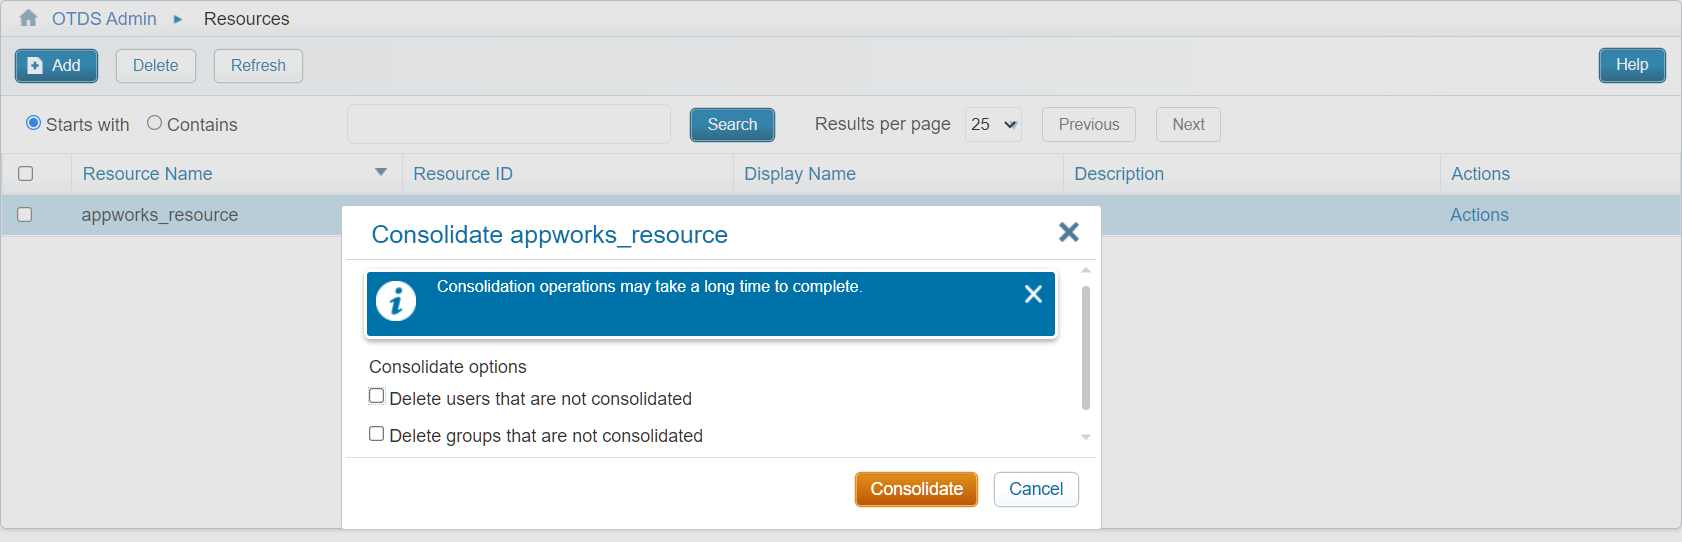 OTDS Admin ▸ Resources
Add Delete Refresh Help
Starts with Contains Search Results per page 25 Previous Next
Resource Name Resource ID Display Name Description Actions
appworks_resource Actions
Consolidate appworks_resource
Consolidation operations may take a long time to complete.
Consolidate options
Delete users that are not consolidated
Delete groups that are not consolidated
Consolidate Cancel